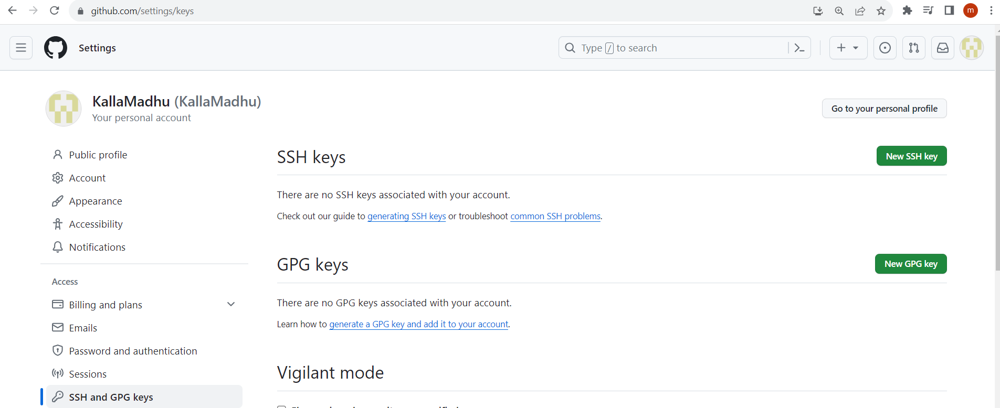 github.com/settings/keys
m
Settings
Type / to search
KallaMadhu (KallaMadhu)
Your personal account
Go to your personal profile
Public profile
Account
Appearance
Accessibility
Notifications
Access
Billing and plans
Emails
Password and authentication
Sessions
SSH and GPG keys
SSH keys
New SSH key
There are no SSH keys associated with your account.
Check out our guide to generating SSH keys or troubleshoot common SSH problems.
GPG keys
New GPG key
There are no GPG keys associated with your account.
Learn how to generate a GPG key and add it to your account.
Vigilant mode